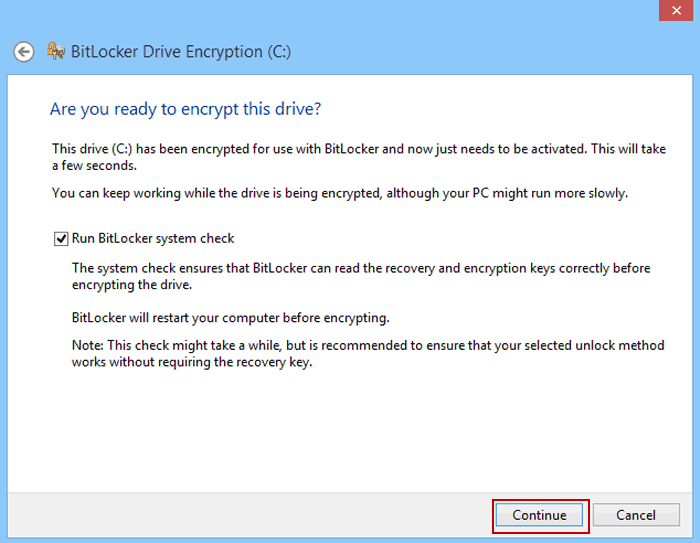 BitLocker Drive Encryption (C:)
Are you ready to encrypt this drive?
This drive (C:) has been encrypted for use with BitLocker and now just needs to be activated. This will take
a few seconds.
You can keep working while the drive is being encrypted, although your PC might run more slowly.
Run BitLocker system check
The system check ensures that BitLocker can read the recovery and encryption keys correctly before
encrypting the drive.
BitLocker will restart your computer before encrypting.
Note: This check might take a while, but is recommended to ensure that your selected unlock method
works without requiring the recovery key.
Continue
Cancel